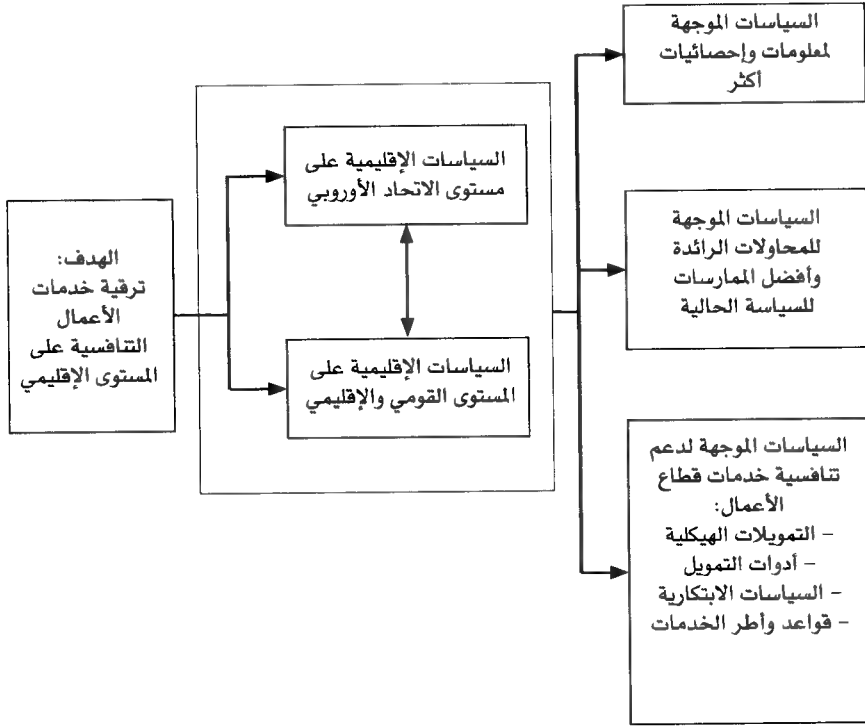 السياسات الموجهة
لمعلومات وإحصائيات
أكثر
السياسات الإقليمية على
مستوى الاتحاد الأوروبي
السياسات الموجهة
للمحاولات الرائدة
وأفضل الممارسات
للسياسة الحالية
الهدف:
ترقية خدمات
الأعمال
التنافسية على
المستوى الإقليمي
السياسات الإقليمية على
المستوى القومي والإقليمي
السياسات الموجهة لدعم
تنافسية خدمات قطاع
الأعمال:
– التمويلات الهيكلية
– أدوات التمويل
– السياسات الابتكارية
– قواعد وأطر الخدمات